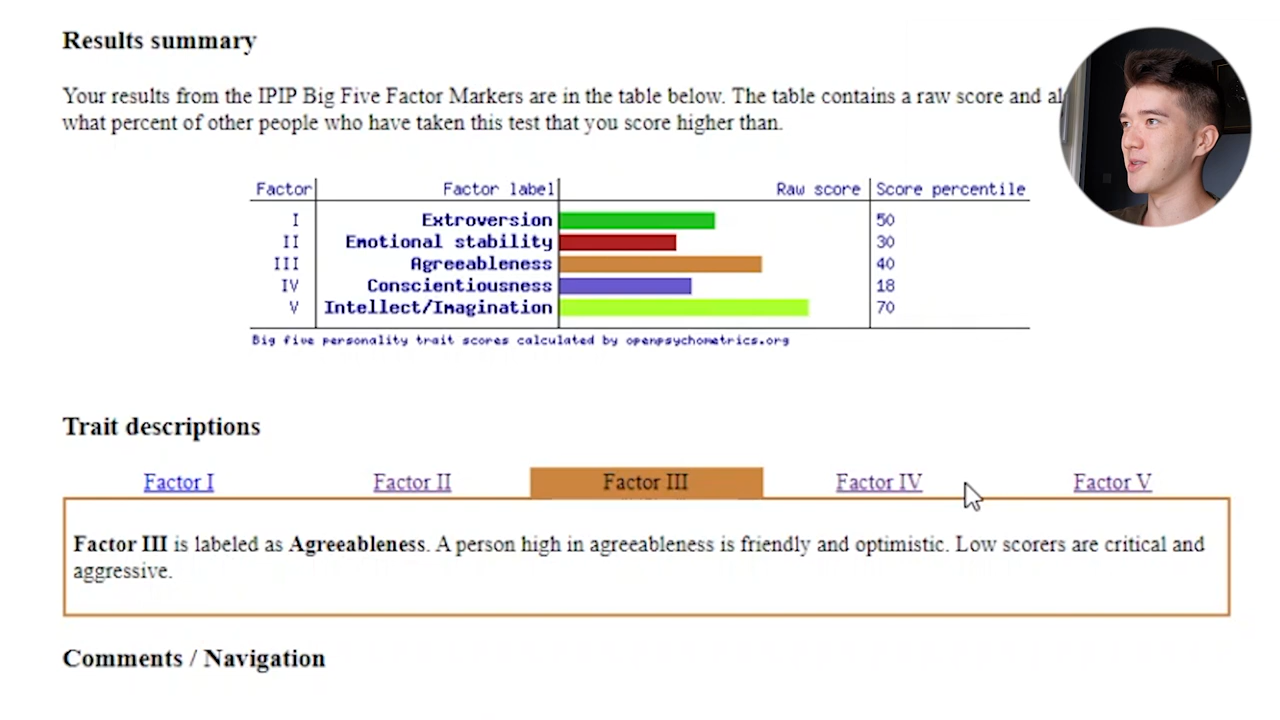 Results summary
Your results from the IPIP Big Five Factor Markers are in the table below. The table contains a raw score and
what percent of other people who have taken this test that you score higher than.
Factor Factor label Raw score Score percentile
I Extroversion 50
II Emotional stability 30
III Agreeableness 40
IV Conscientiousness 18
V Intellect/Imagination 70
Big five personality trait scores calculated by openpsychometrics.org
Trait descriptions
Factor I Factor II Factor III Factor IV Factor V
Factor III is labeled as Agreeableness. A person high in agreeableness is friendly and optimistic. Low scorers are critical and
aggressive.
Comments / Navigation